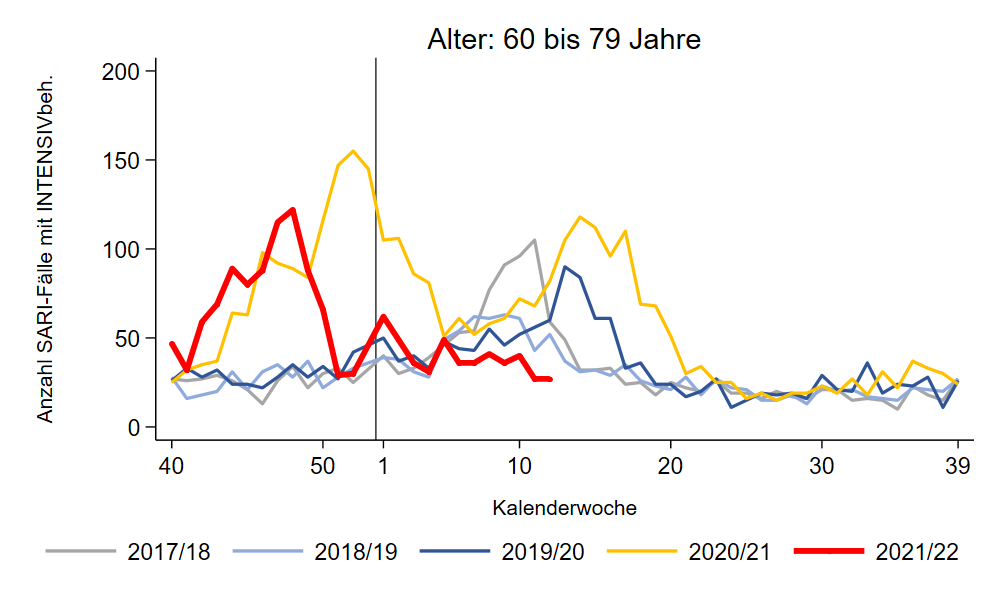 Alter: 60 bis 79 Jahre
Anzahl SARI-Fälle mit INTENSIVbeh.
200
150
100
50
0
40 50 1 10 20 30 39
Kalenderwoche
2017/18 2018/19 2019/20 2020/21 2021/22